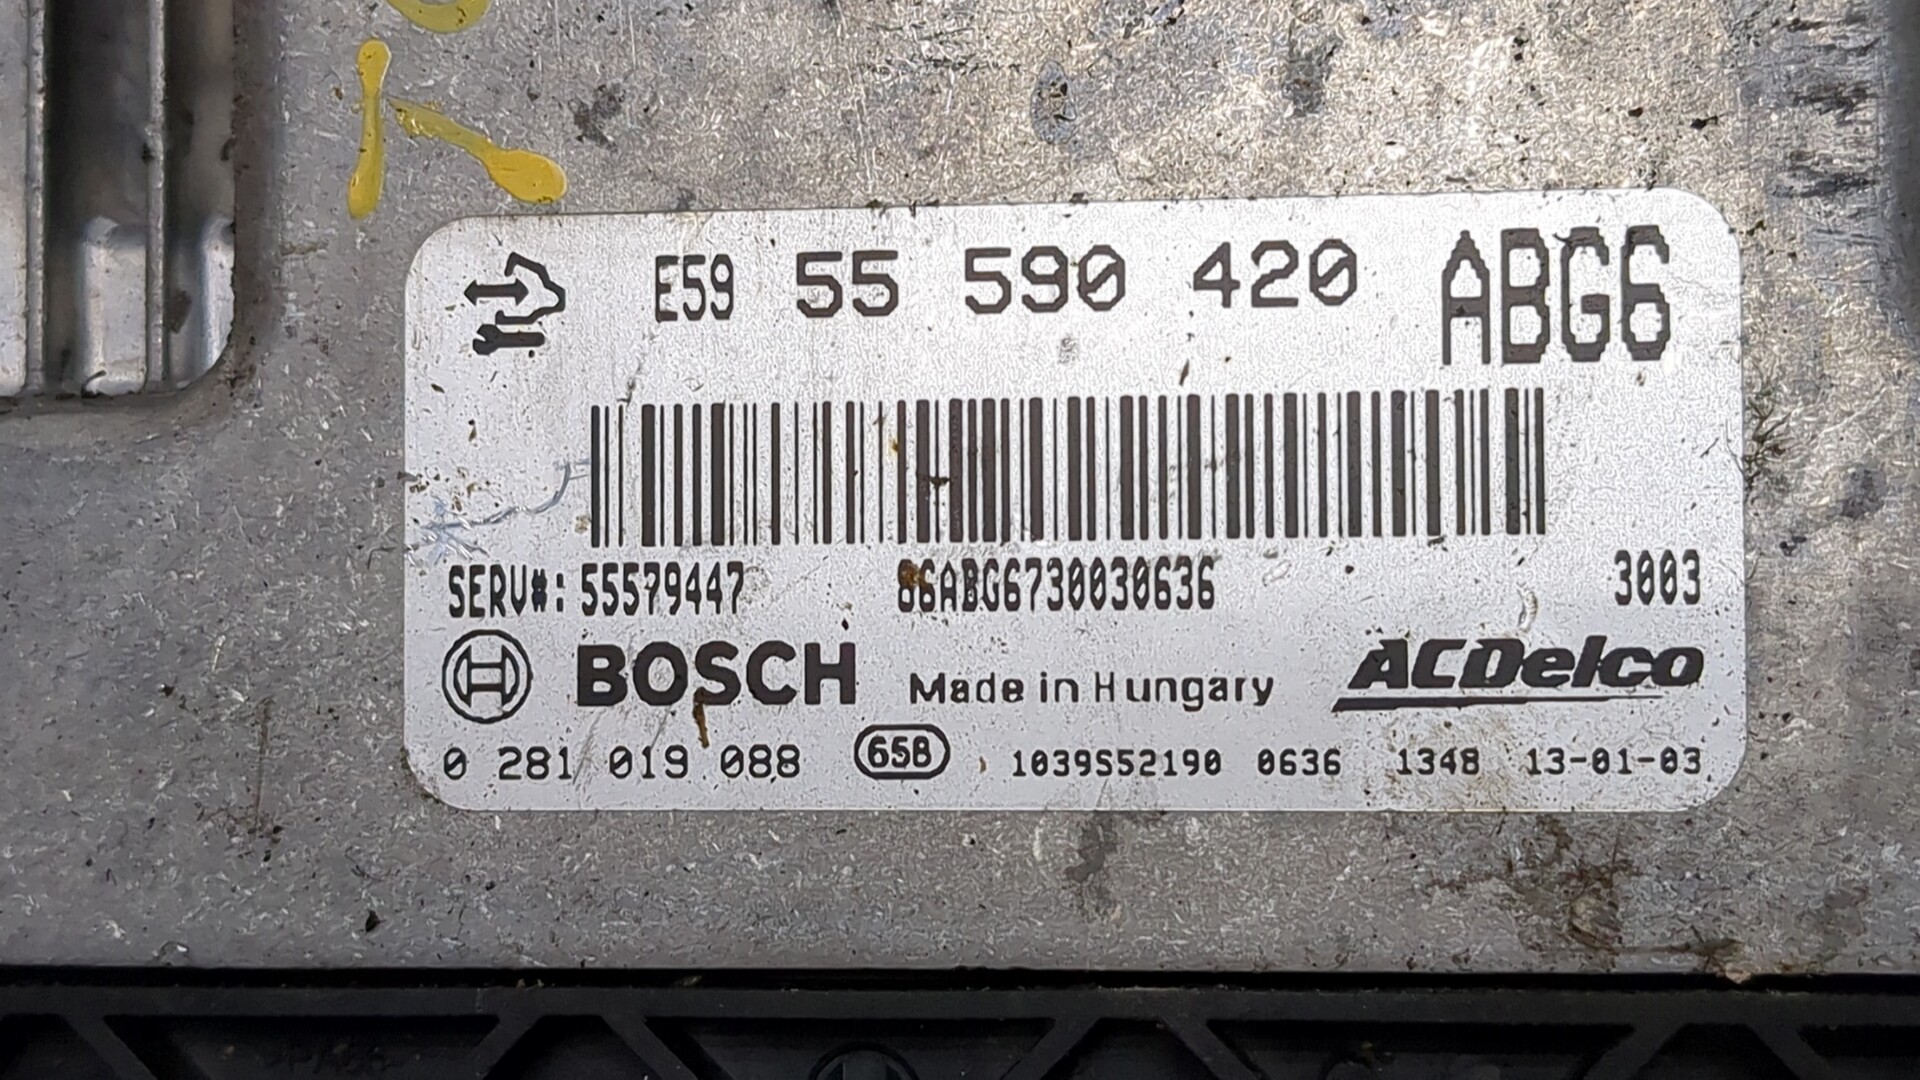 E59 55 590 420 ABG6
SERV#: 55579447 86ABG6730030636 3003
BOSCH Made in Hungary ACDelco
0 281 019 088 65B 1039S52190 0636 1348 13-01-03